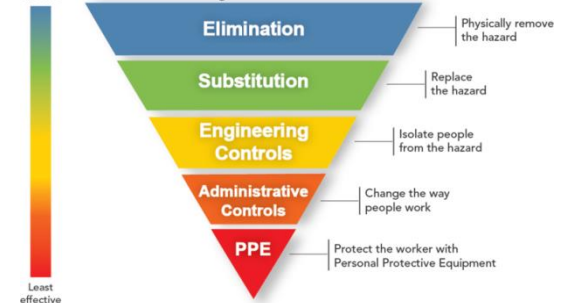 Elimination
Physically remove
the hazard
Substitution
Replace
the hazard
Engineering
Controls
Isolate people
from the hazard
Administrative
Controls
Change the way
people work
PPE
Protect the worker with
Personal Protective Equipment
Least
effective